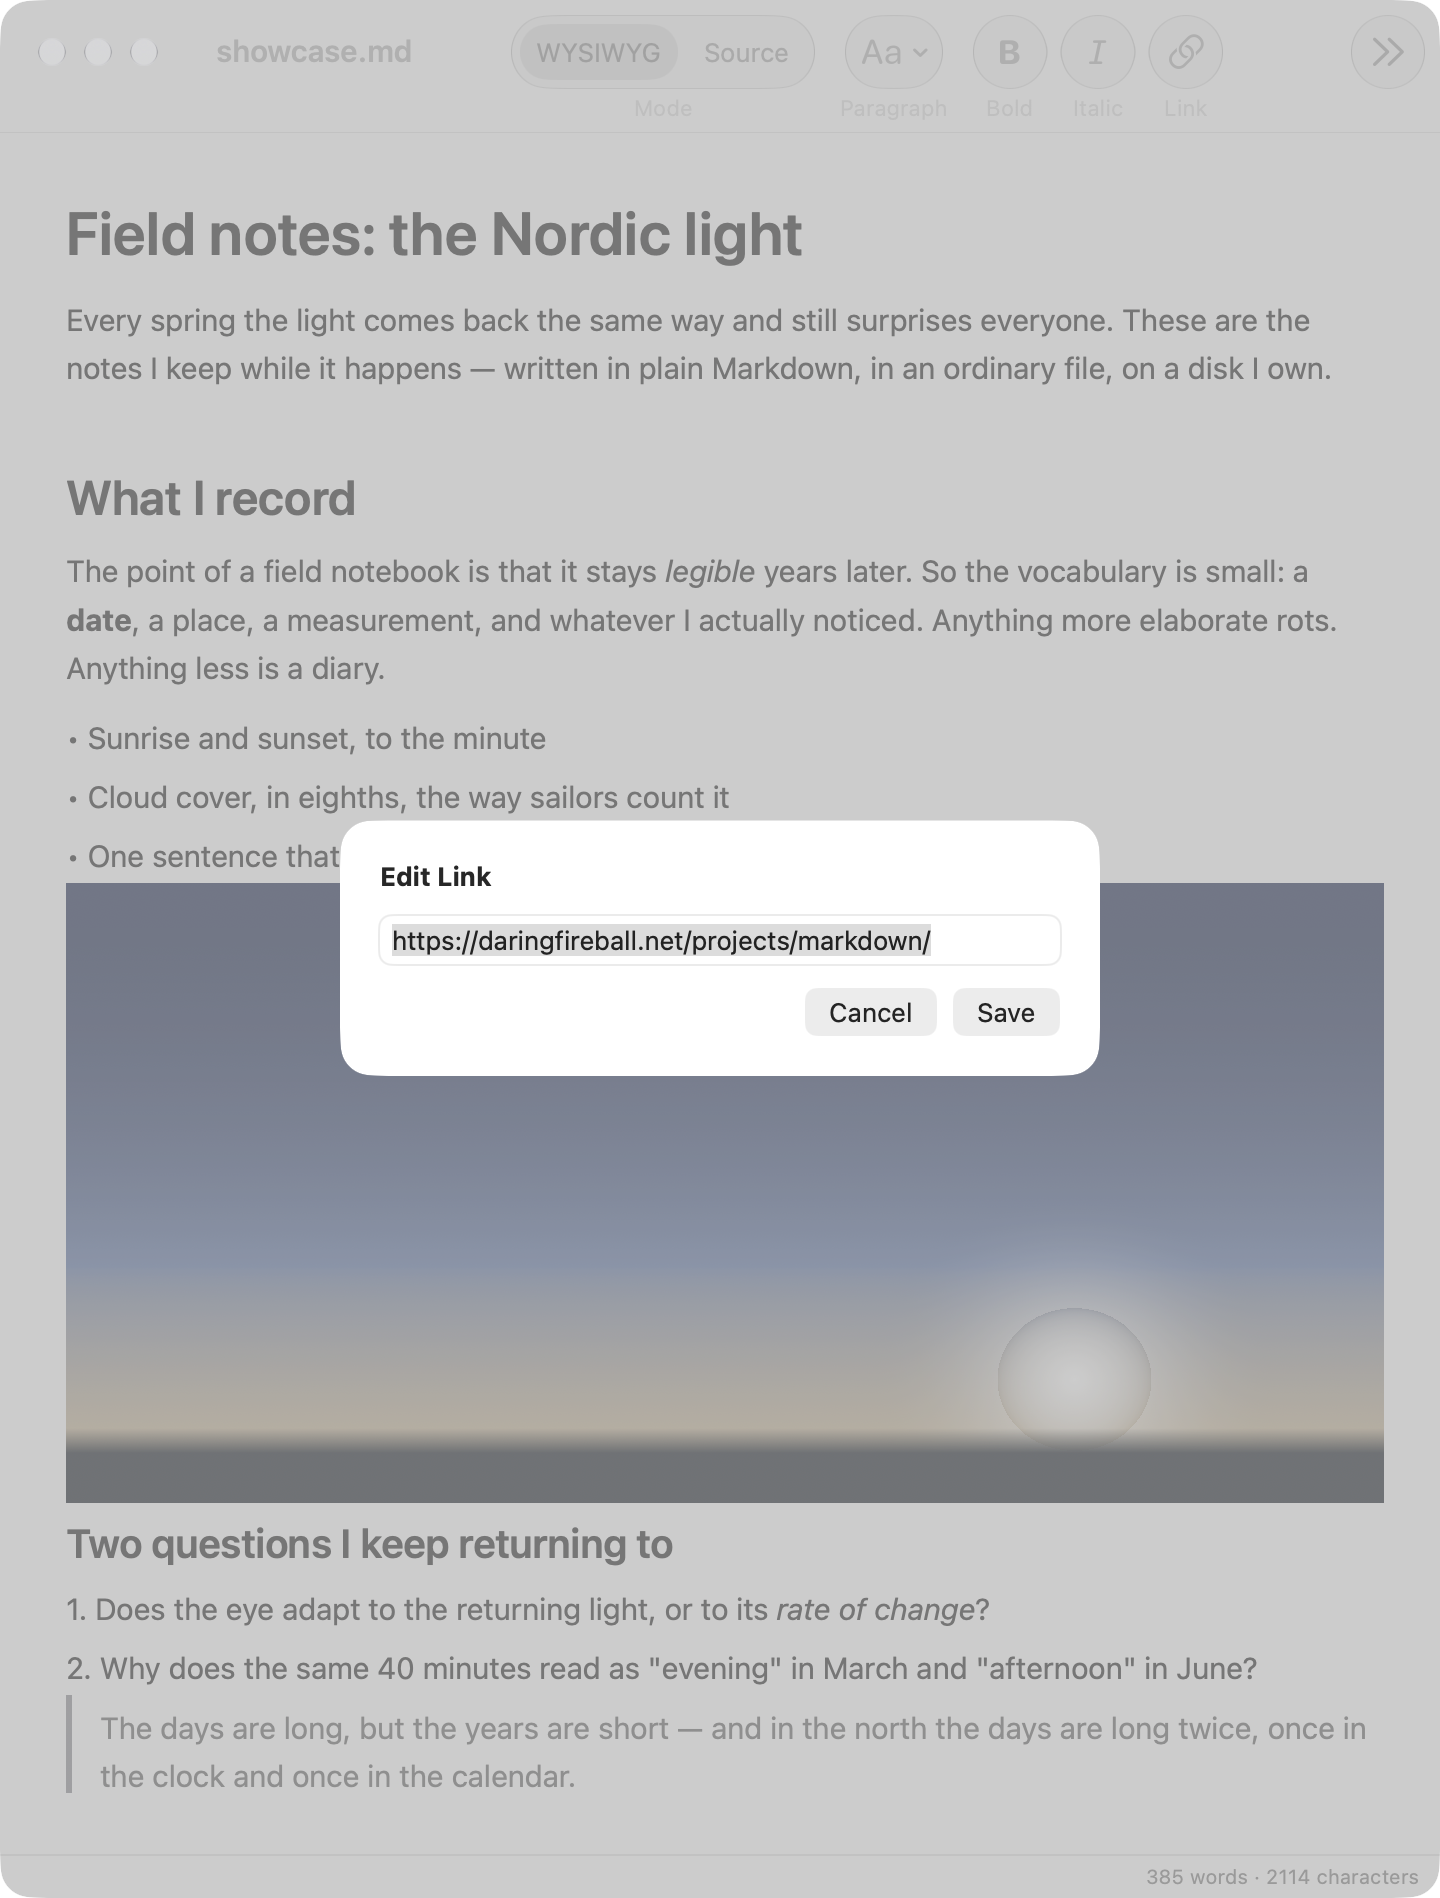 showcase.md
WYSIWYG
Source
Mode
Aa
Paragraph
B
Bold
I
Italic
Link
Field notes: the Nordic light
Every spring the light comes back the same way and still surprises everyone. These are the
notes I keep while it happens — written in plain Markdown, in an ordinary file, on a disk I own.
What I record
The point of a field notebook is that it stays legible years later. So the vocabulary is small: a
date, a place, a measurement, and whatever I actually noticed. Anything more elaborate rots.
Anything less is a diary.
• Sunrise and sunset, to the minute
• Cloud cover, in eighths, the way sailors count it
• One sentence that
Edit Link
https://daringfireball.net/projects/markdown/
Cancel
Save
Two questions I keep returning to
1. Does the eye adapt to the returning light, or to its rate of change?
2. Why does the same 40 minutes read as "evening" in March and "afternoon" in June?
The days are long, but the years are short — and in the north the days are long twice, once in
the clock and once in the calendar.
385 words · 2114 characters